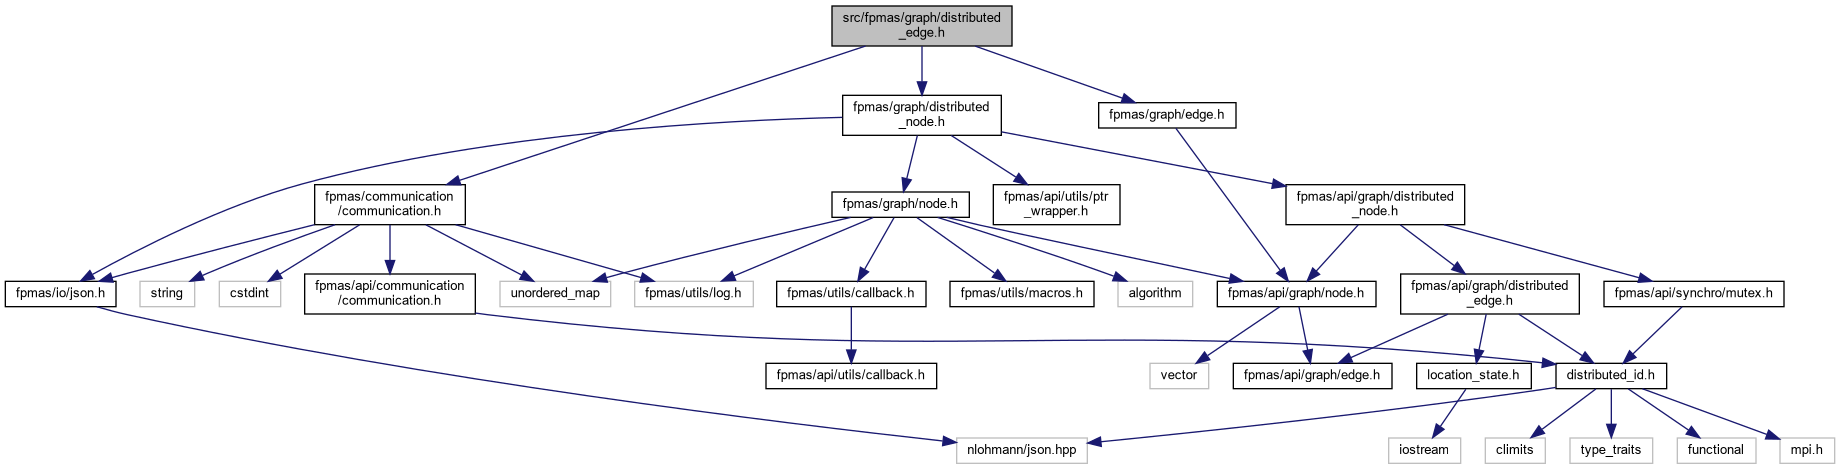 src/fpmas/graph/distributed
_edge.h
fpmas/graph/distributed
_node.h
fpmas/graph/edge.h
fpmas/communication
/communication.h
fpmas/graph/node.h
fpmas/api/utils/ptr
_wrapper.h
fpmas/api/graph/distributed
_node.h
fpmas/io/json.h
string
cstdint
fpmas/api/communication
/communication.h
unordered_map
fpmas/utils/log.h
fpmas/utils/callback.h
fpmas/utils/macros.h
algorithm
fpmas/api/graph/node.h
fpmas/api/graph/distributed
_edge.h
fpmas/api/synchro/mutex.h
fpmas/api/utils/callback.h
vector
fpmas/api/graph/edge.h
location_state.h
distributed_id.h
nlohmann/json.hpp
iostream
climits
type_traits
functional
mpi.h